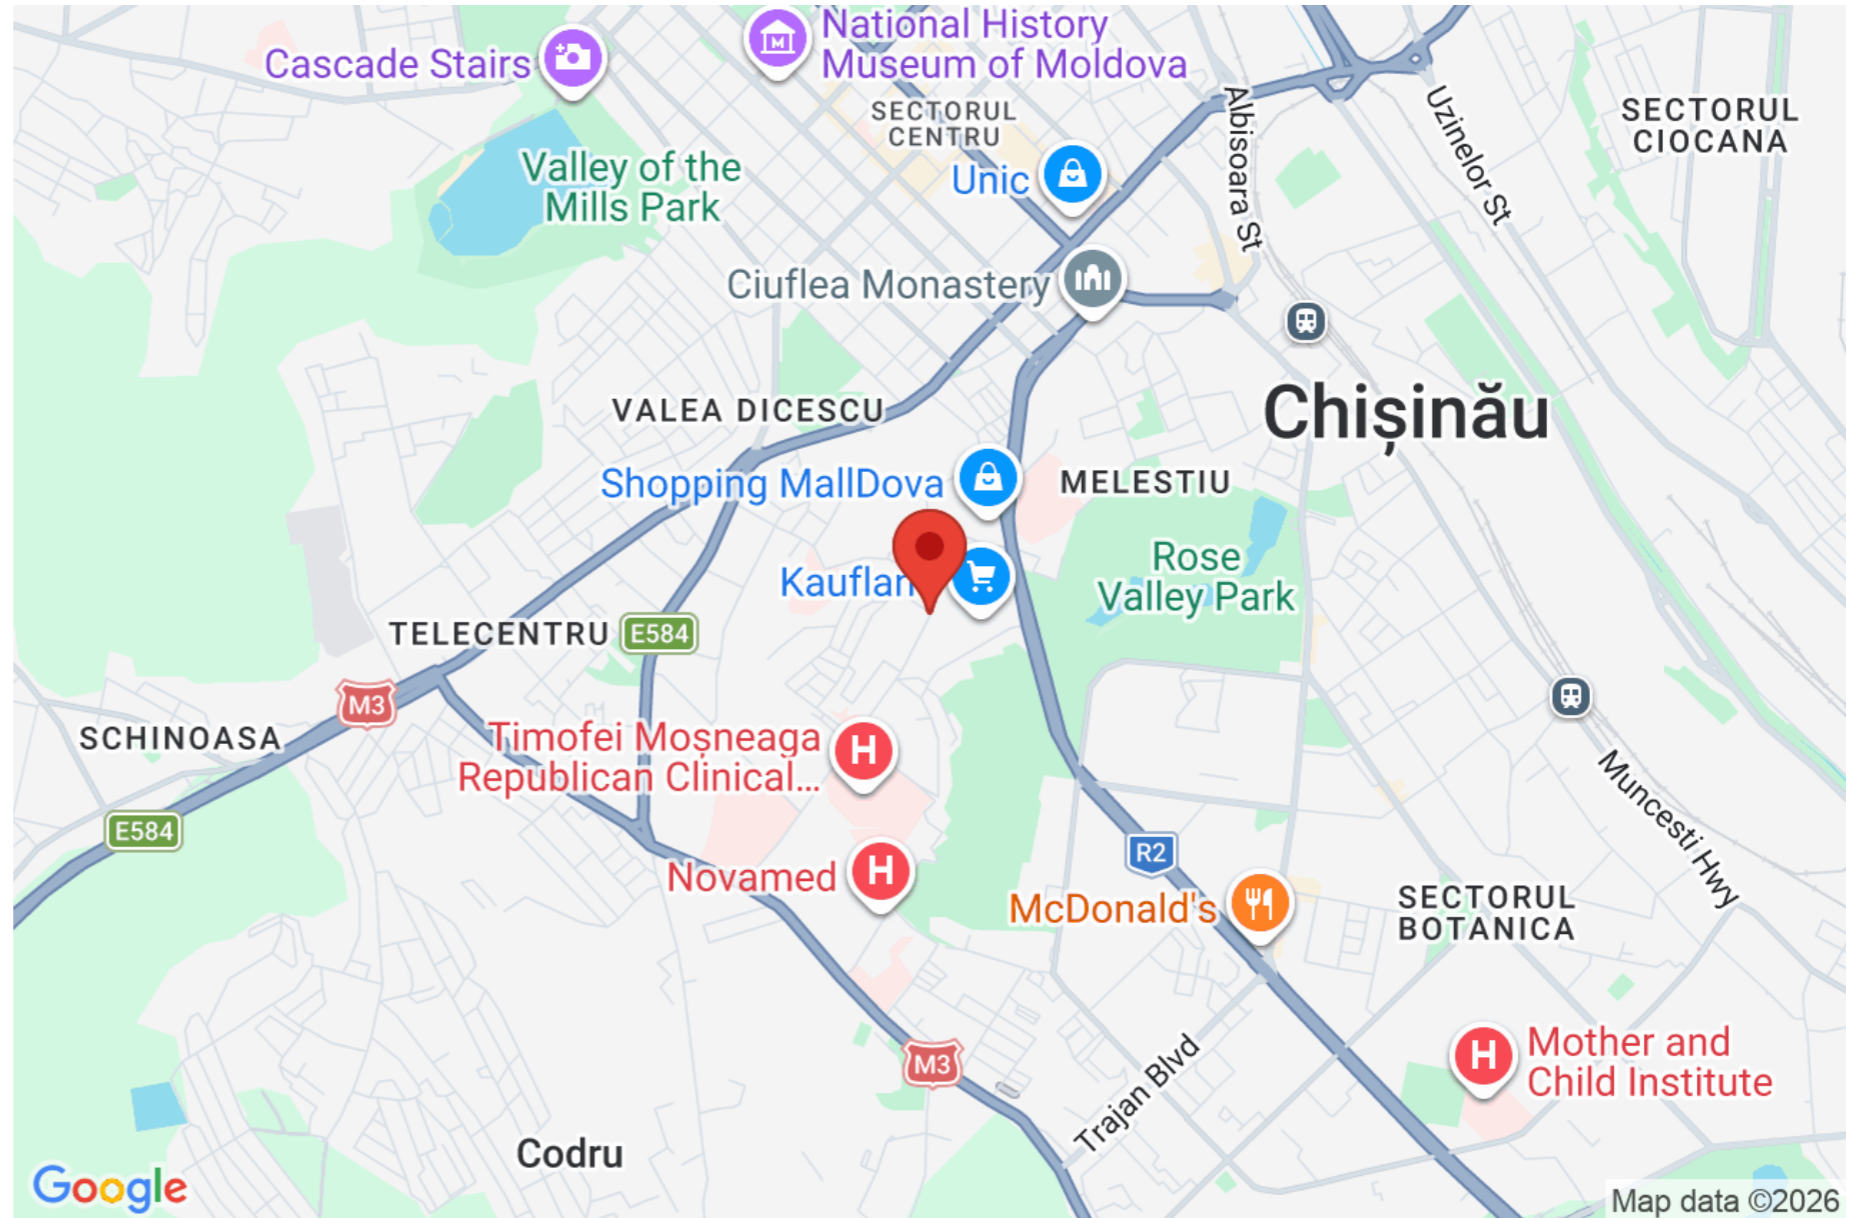 National History
Museum of Moldova
Cascade Stairs
SECTORUL
CENTRU
SECTORUL
CIOCANA
Albisoara St
Uzinelor St
Valley of the
Mills Park
Unic
Ciuflea Monastery
Chișinău
VALEA DICESCU
Shopping MallDova
MELESTIU
Rose
Valley Park
Kauflan
TELECENTRU
E584
M3
SCHINOASA
Timofei Moșneaga
Republican Clinical...
H
E584
R2
Muncesti Hwy
Novamed
H
McDonald's
SECTORUL
BOTANICA
M3
Trajan Blvd
H
Mother and
Child Institute
Codru
Google
Map data ©2026